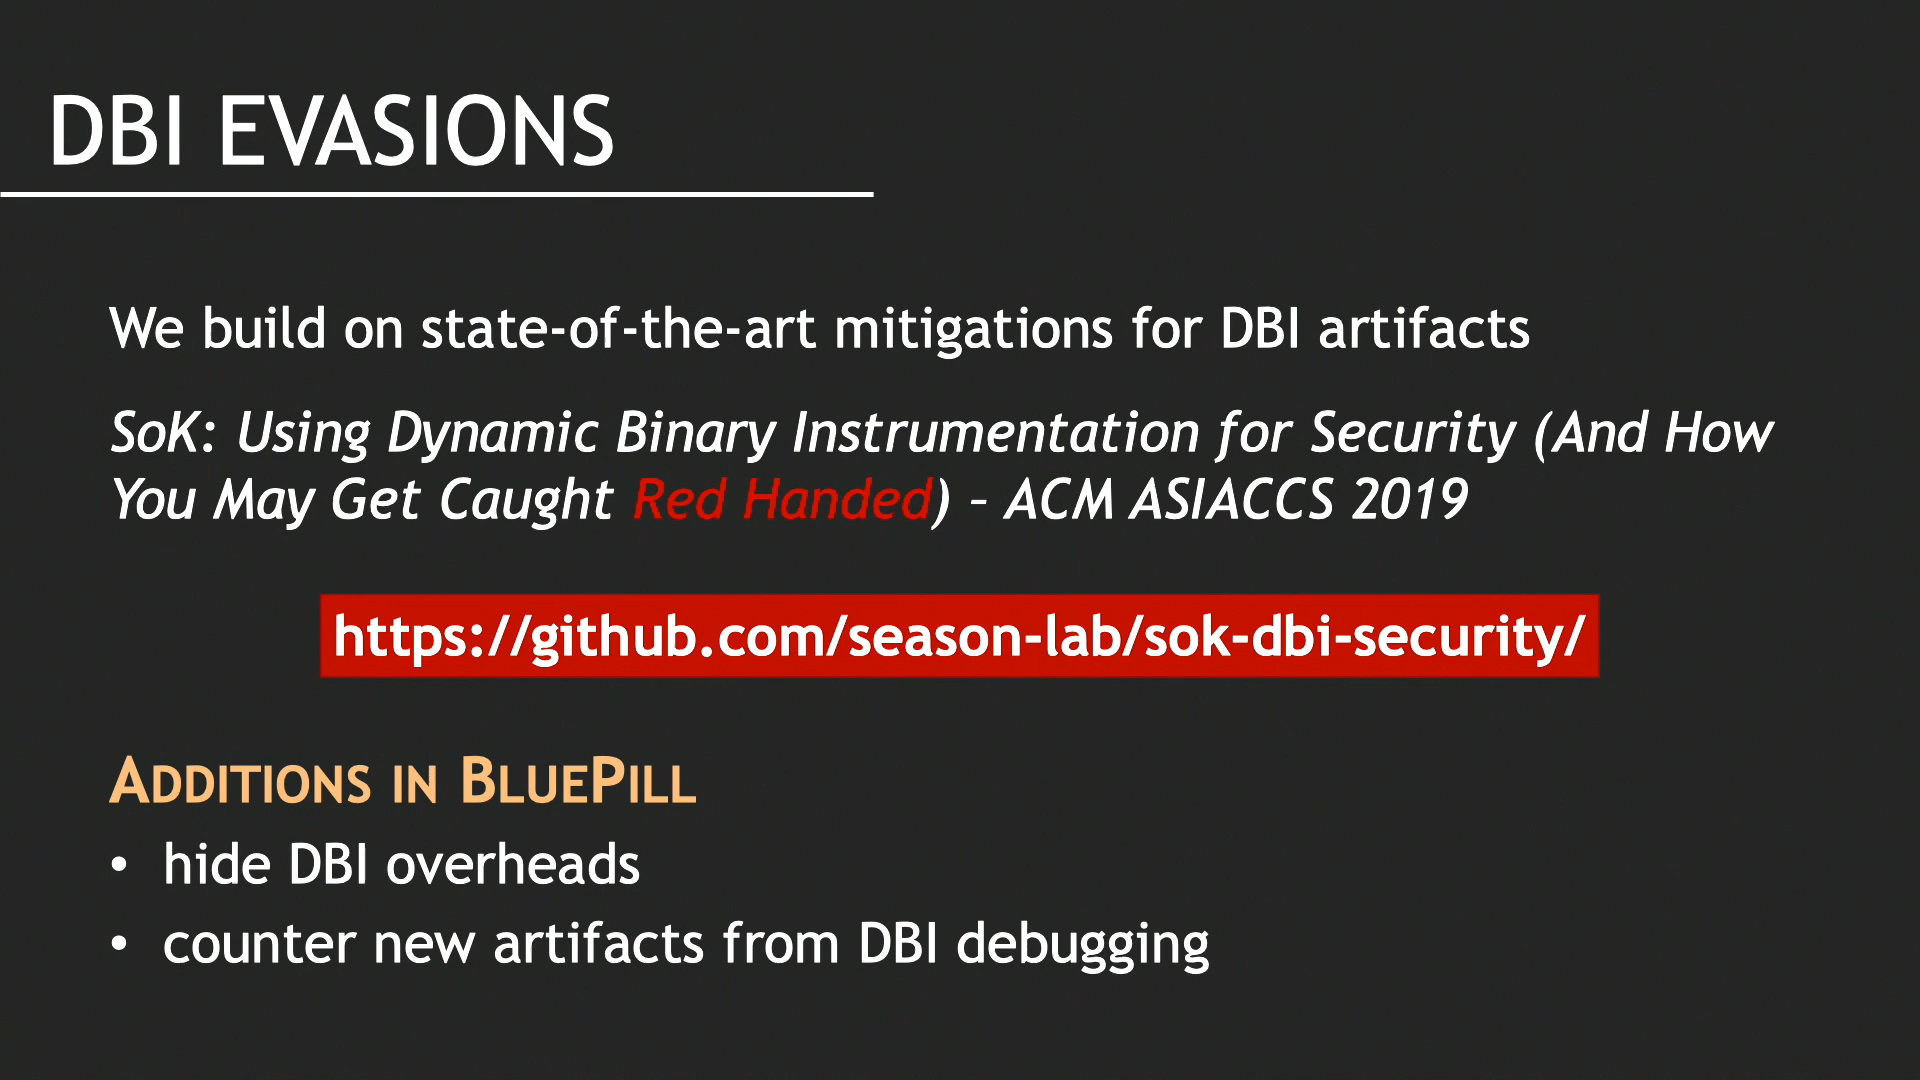 DBI EVASIONS
We build on state-of-the-art mitigations for DBI artifacts
SoK: Using Dynamic Binary Instrumentation for Security (And How
You May Get Caught Red Handed) – ACM ASIACCS 2019
https://github.com/season-lab/sok-dbi-security/
ADDITIONS IN BLUEPILL
• hide DBI overheads
• counter new artifacts from DBI debugging